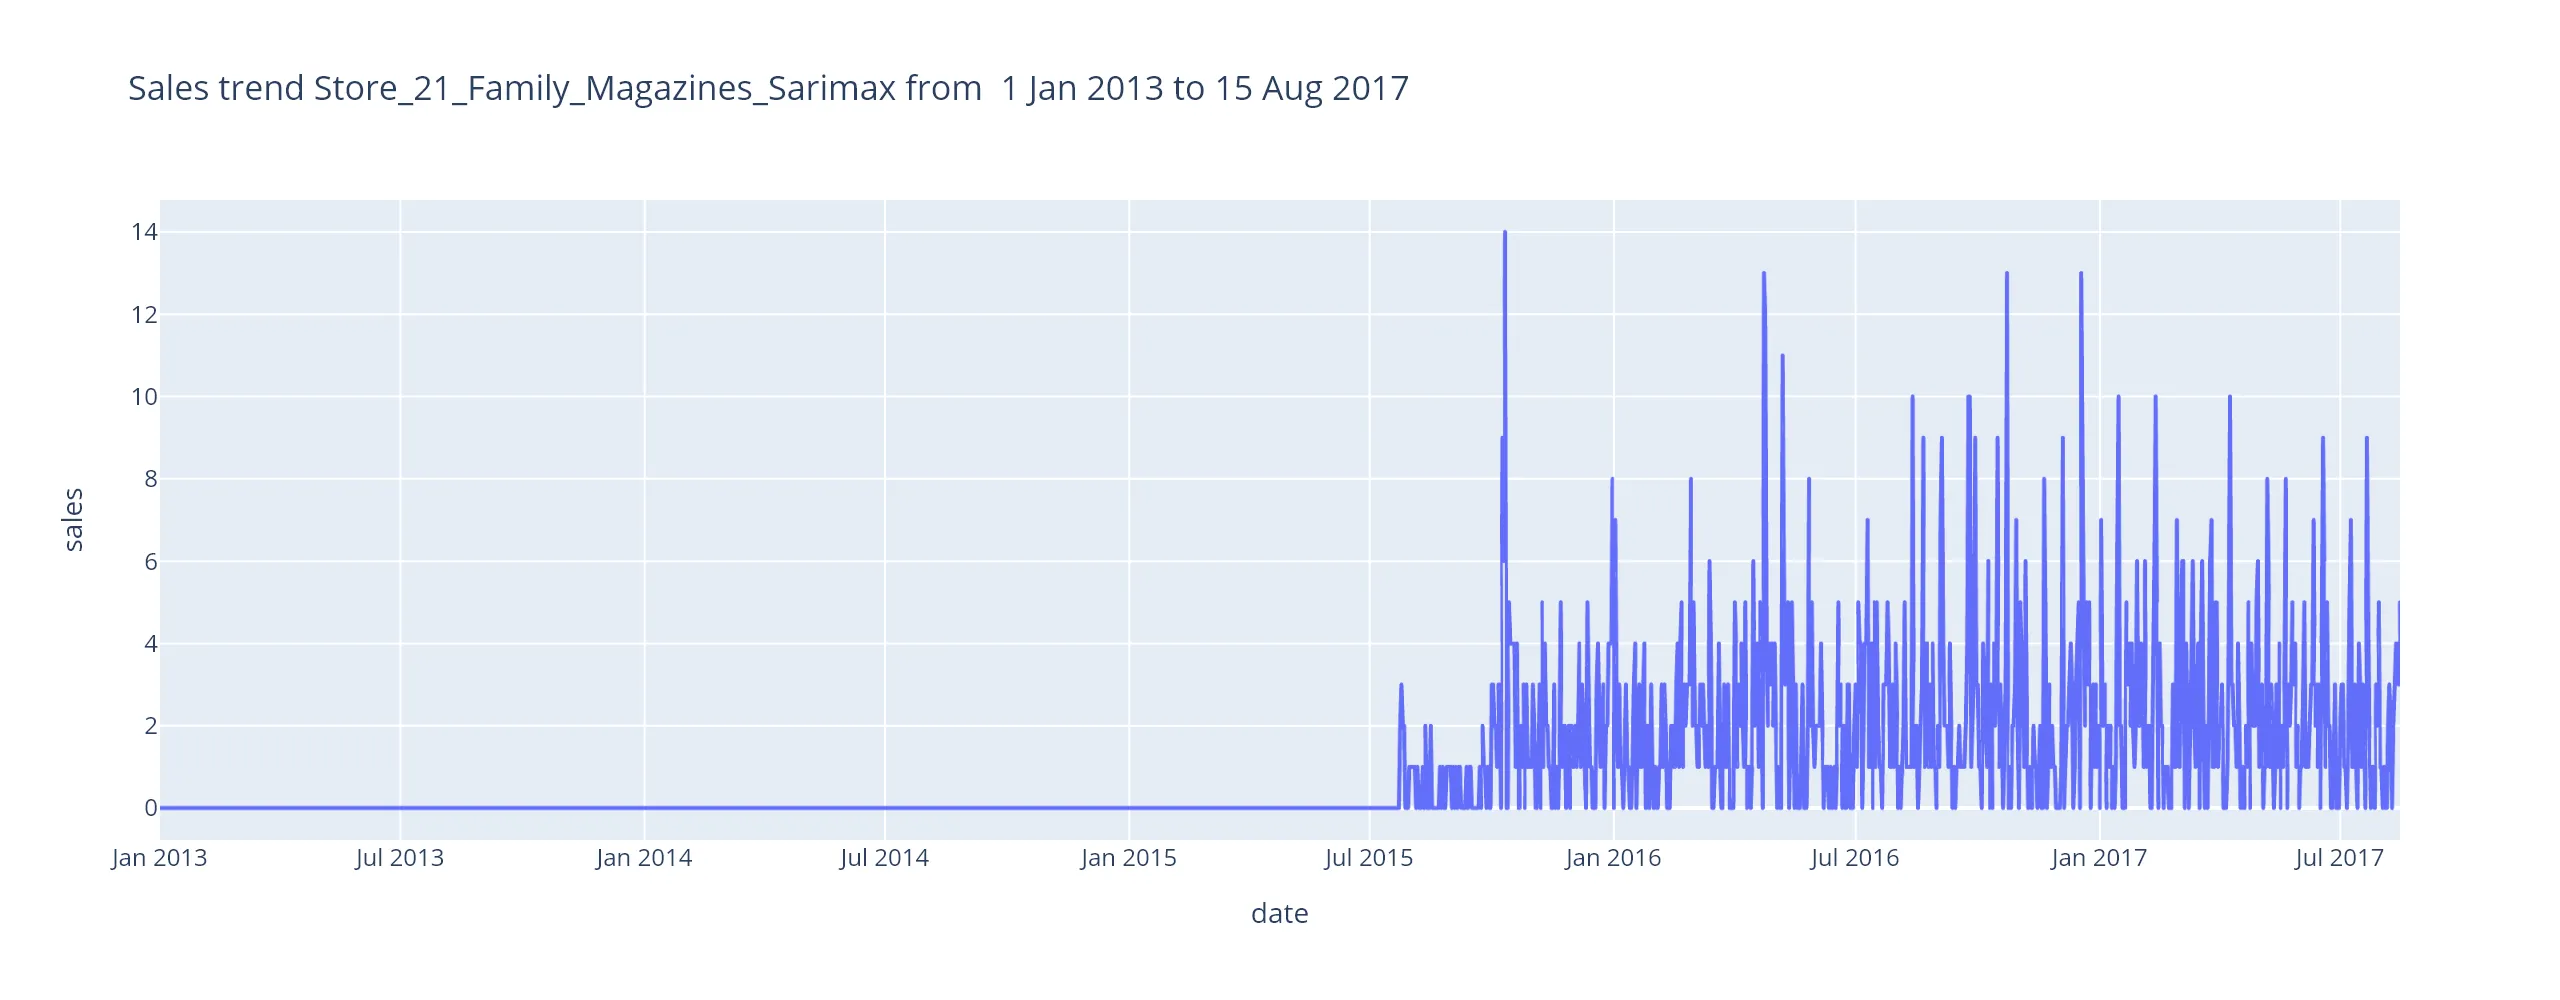 Sales trend Store_21_Family_Magazines_Sarimax from  1 Jan 2013 to 15 Aug 2017
14
12
10
8
6
4
2
0
sales
Jan 2013 Jul 2013 Jan 2014 Jul 2014 Jan 2015 Jul 2015 Jan 2016 Jul 2016 Jan 2017 Jul 2017
date